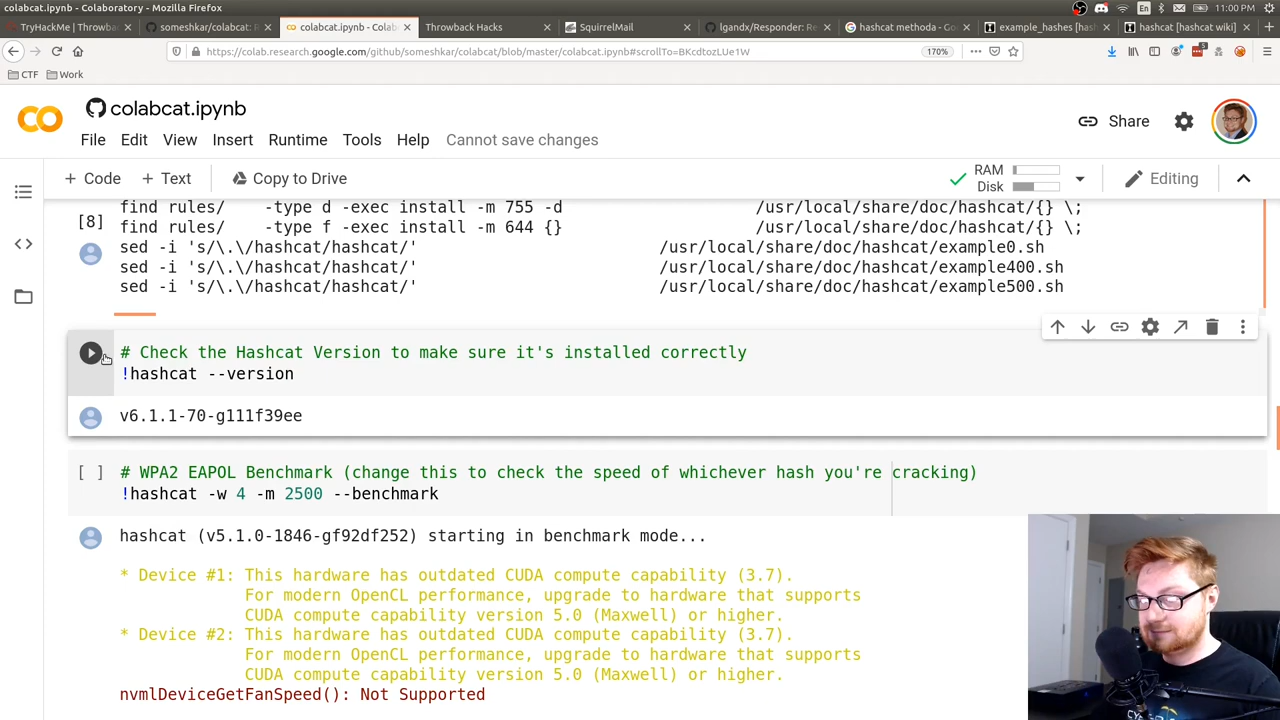 colabcat.ipynb - Colaboratory - Mozilla Firefox
en
11:00 PM
TryHackMe | Throwba
someshkar/colabcat: R
colabcat.ipynb - Colab
Throwback Hacks
SquirrelMail
lgandx/Responder: Re
hashcat methoda - Go
example_hashes [hash
hashcat [hashcat wiki]
https://colab.research.google.com/github/someshkar/colabcat/blob/master/colabcat.ipynb#scrollTo=BKcdtozLUe1W
170%
CTF
Work
colabcat.ipynb
Share
File
Edit
View
Insert
Runtime
Tools
Help
Cannot save changes
+ Code
+ Text
Copy to Drive
RAM
Disk
Editing
[8]
find rules/ -type d -exec install -m 755 -d /usr/local/share/doc/hashcat/{} \;
find rules/ -type f -exec install -m 644 {} /usr/local/share/doc/hashcat/{} \;
sed -i 's/\.\/hashcat/hashcat/' /usr/local/share/doc/hashcat/example0.sh
sed -i 's/\.\/hashcat/hashcat/' /usr/local/share/doc/hashcat/example400.sh
sed -i 's/\.\/hashcat/hashcat/' /usr/local/share/doc/hashcat/example500.sh
# Check the Hashcat Version to make sure it's installed correctly
!hashcat --version
v6.1.1-70-g111f39ee
[ ]
# WPA2 EAPOL Benchmark (change this to check the speed of whichever hash you're cracking)
!hashcat -w 4 -m 2500 --benchmark
hashcat (v5.1.0-1846-gf92df252) starting in benchmark mode...
* Device #1: This hardware has outdated CUDA compute capability (3.7).
For modern OpenCL performance, upgrade to hardware that supports
CUDA compute capability version 5.0 (Maxwell) or higher.
* Device #2: This hardware has outdated CUDA compute capability (3.7).
For modern OpenCL performance, upgrade to hardware that supports
CUDA compute capability version 5.0 (Maxwell) or higher.
nvmlDeviceGetFanSpeed(): Not Supported